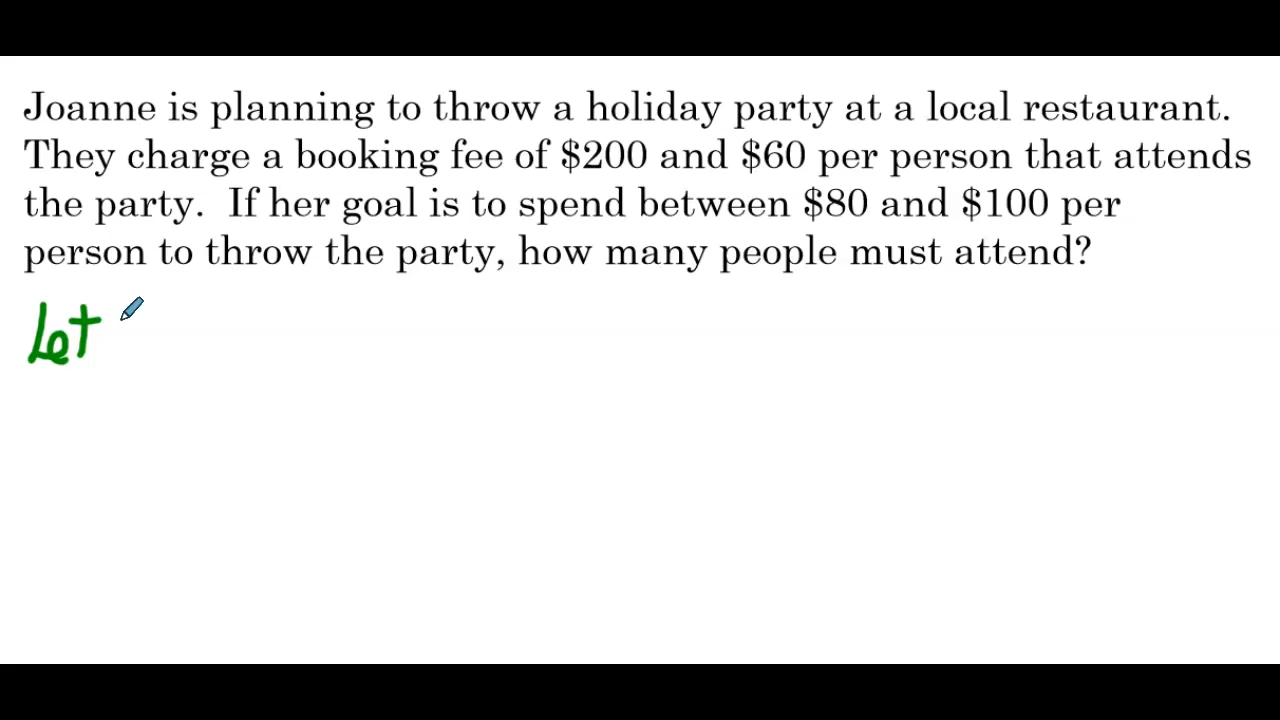 Joanne is planning to throw a holiday party at a local restaurant.
They charge a booking fee of $200 and $60 per person that attends
the party.  If her goal is to spend between $80 and $100 per
person to throw the party, how many people must attend?
Let